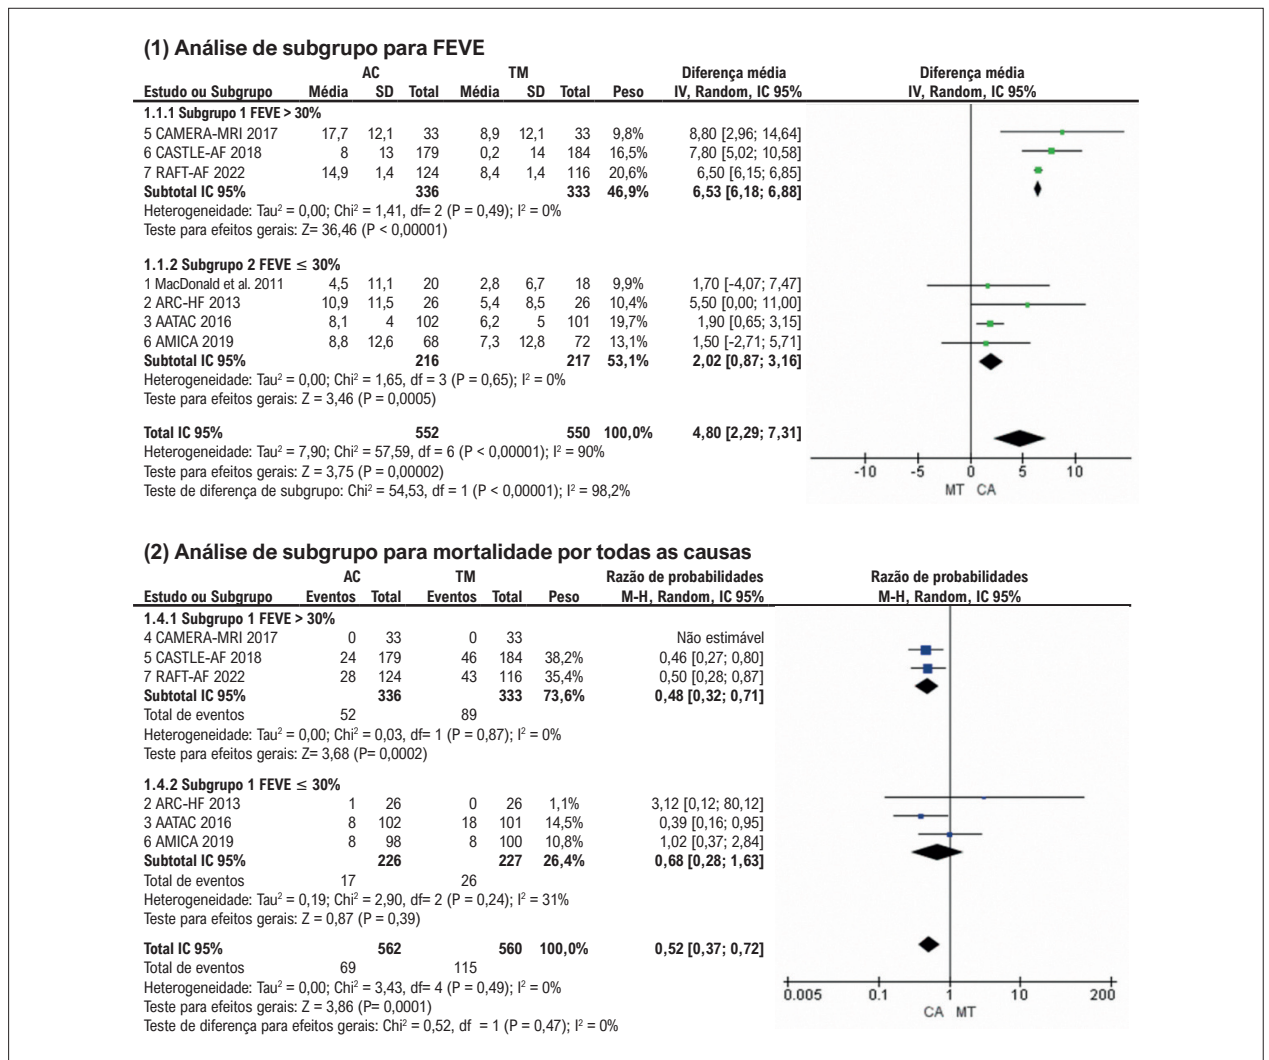 (1) Análise de subgrupo para FEVE
AC TM Diferença média Diferença média
Estudo ou Subgrupo Média SD Total Média SD Total Peso IV, Random, IC 95% IV, Random, IC 95%
1.1.1 Subgrupo 1 FEVE > 30%
5 CAMERA-MRI 2017 17,7 12,1 33 8,9 12,1 33 9,8% 8,80 [2,96; 14,64]
6 CASTLE-AF 2018 8 13 179 0,2 14 184 16,5% 7,80 [5,02; 10,58]
7 RAFT-AF 2022 14,9 1,4 124 8,4 1,4 116 20,6% 6,50 [6,15; 6,85]
Subtotal IC 95% 336 333 46,9% 6,53 [6,18; 6,88]
Heterogeneidade: Tau² = 0,00; Chi² = 1,41, df= 2 (P = 0,49); I² = 0%
Teste para efeitos gerais: Z= 36,46 (P < 0,00001)
1.1.2 Subgrupo 2 FEVE ≤ 30%
1 MacDonald et al. 2011 4,5 11,1 20 2,8 6,7 18 9,9% 1,70 [-4,07; 7,47]
2 ARC-HF 2013 10,9 11,5 26 5,4 8,5 26 10,4% 5,50 [0,00; 11,00]
3 AATAC 2016 8,1 4 102 6,2 5 101 19,7% 1,90 [0,65; 3,15]
6 AMICA 2019 8,8 12,6 68 7,3 12,8 72 13,1% 1,50 [-2,71; 5,71]
Subtotal IC 95% 216 217 53,1% 2,02 [0,87; 3,16]
Heterogeneidade: Tau² = 0,00; Chi² = 1,65, df = 3 (P = 0,65); I² = 0%
Teste para efeitos gerais: Z = 3,46 (P = 0,0005)
Total IC 95% 552 550 100,0% 4,80 [2,29; 7,31]
Heterogeneidade: Tau² = 7,90; Chi² = 57,59, df = 6 (P < 0,00001); I² = 90%
Teste para efeitos gerais: Z = 3,75 (P = 0,00002)
Teste de diferença de subgrupo: Chi² = 54,53, df = 1 (P < 0,00001); I² = 98,2%
-10 -5 0 5 10
MT CA
(2) Análise de subgrupo para mortalidade por todas as causas
AC TM Razão de probabilidades Razão de probabilidades
Estudo ou Subgrupo Eventos Total Eventos Total Peso M-H, Random, IC 95% M-H, Random, IC 95%
1.4.1 Subgrupo 1 FEVE > 30%
4 CAMERA-MRI 2017 0 33 0 33 Não estimável
5 CASTLE-AF 2018 24 179 46 184 38,2% 0,46 [0,27; 0,80]
7 RAFT-AF 2022 28 124 43 116 35,4% 0,50 [0,28; 0,87]
Subtotal IC 95% 336 333 73,6% 0,48 [0,32; 0,71]
Total de eventos 52 89
Heterogeneidade: Tau² = 0,00; Chi² = 0,03, df= 1 (P = 0,87); I² = 0%
Teste para efeitos gerais: Z= 3,68 (P= 0,0002)
1.4.2 Subgrupo 1 FEVE ≤ 30%
2 ARC-HF 2013 1 26 0 26 1,1% 3,12 [0,12; 80,12]
3 AATAC 2016 8 102 18 101 14,5% 0,39 [0,16; 0,95]
6 AMICA 2019 8 98 8 100 10,8% 1,02 [0,37; 2,84]
Subtotal IC 95% 226 227 26,4% 0,68 [0,28; 1,63]
Total de eventos 17 26
Heterogeneidade: Tau² = 0,19; Chi² = 2,90, df= 2 (P = 0,24); I² = 31%
Teste para efeitos gerais: Z = 0,87 (P = 0,39)
Total IC 95% 562 560 100,0% 0,52 [0,37; 0,72]
Total de eventos 69 115
Heterogeneidade: Tau² = 0,00; Chi² = 3,43, df= 4 (P = 0,49); I² = 0%
Teste para efeitos gerais: Z = 3,86 (P= 0,0001)
Teste de diferença para efeitos gerais: Chi² = 0,52, df = 1 (P = 0,47); I² = 0%
0.005 0.1 1 10 200
CA MT